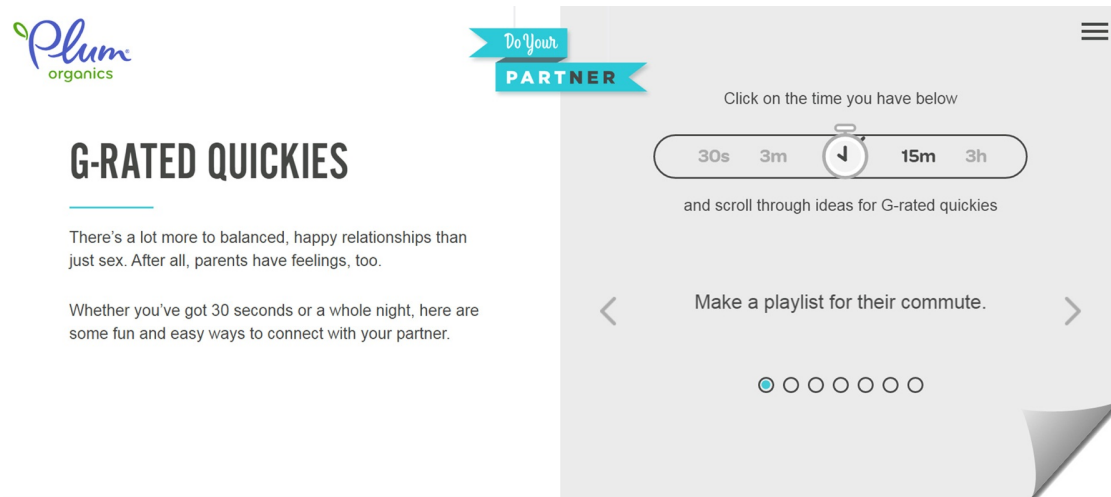 Plum
organics
Do Your
PARTNER
G-RATED QUICKIES
There's a lot more to balanced, happy relationships than
just sex. After all, parents have feelings, too.
Whether you've got 30 seconds or a whole night, here are
some fun and easy ways to connect with your partner.
Click on the time you have below
30s 3m 15m 3h
and scroll through ideas for G-rated quickies
Make a playlist for their commute.